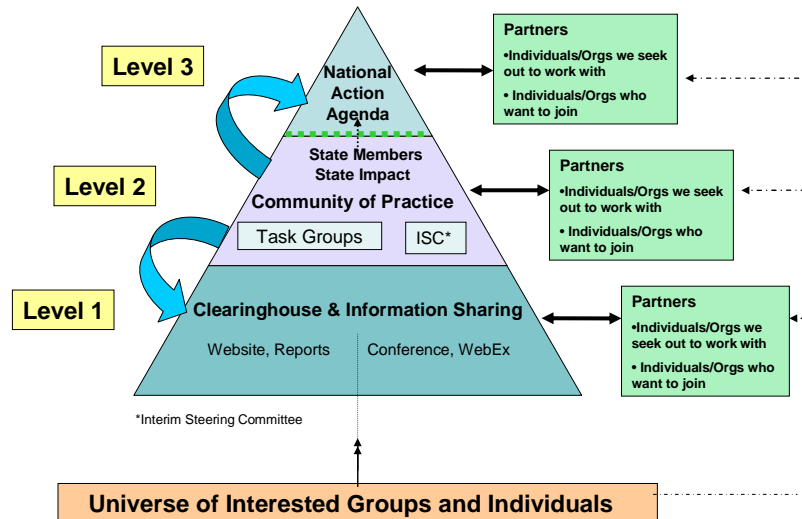 Level 3
National
Action
Agenda
Partners
•Individuals/Orgs we seek
out to work with
• Individuals/Orgs who
want to join
Level 2
State Members
State Impact
Community of Practice
Task Groups
ISC*
Partners
•Individuals/Orgs we seek
out to work with
• Individuals/Orgs who
want to join
Level 1
Clearinghouse & Information Sharing
Website, Reports
Conference, WebEx
Partners
•Individuals/Orgs we
seek out to work with
• Individuals/Orgs who
want to join
*Interim Steering Committee
Universe of Interested Groups and Individuals